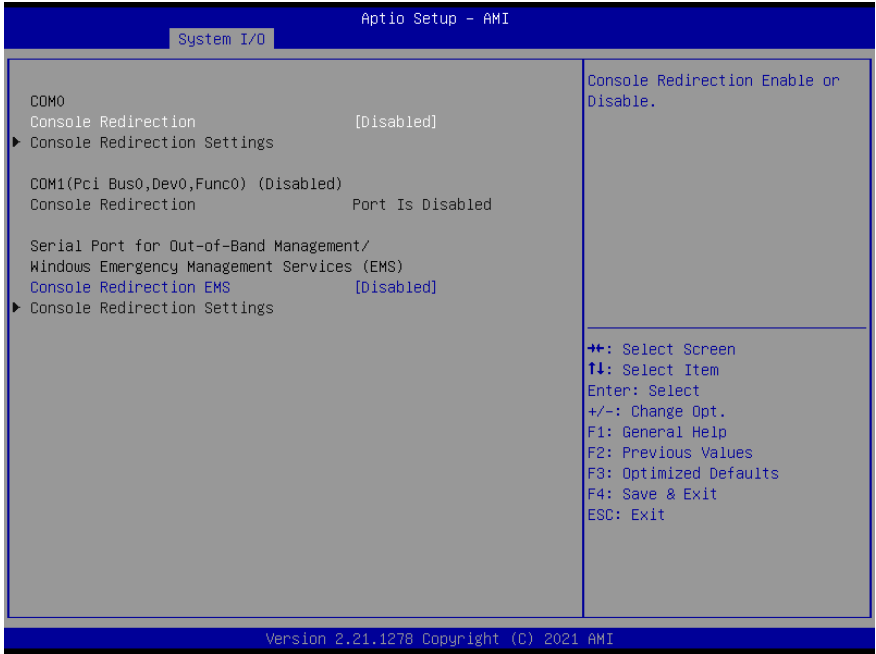 Aptio Setup – AMI
System I/O
COM0
Console Redirection [Disabled]
▶ Console Redirection Settings
COM1(Pci Bus0,Dev0,Func0) (Disabled)
Console Redirection Port Is Disabled
Serial Port for Out-of-Band Management/
Windows Emergency Management Services (EMS)
Console Redirection EMS [Disabled]
▶ Console Redirection Settings
Console Redirection Enable or
Disable.
→←: Select Screen
↑↓: Select Item
Enter: Select
+/-: Change Opt.
F1: General Help
F2: Previous Values
F3: Optimized Defaults
F4: Save & Exit
ESC: Exit
Version 2.21.1278 Copyright (C) 2021 AMI